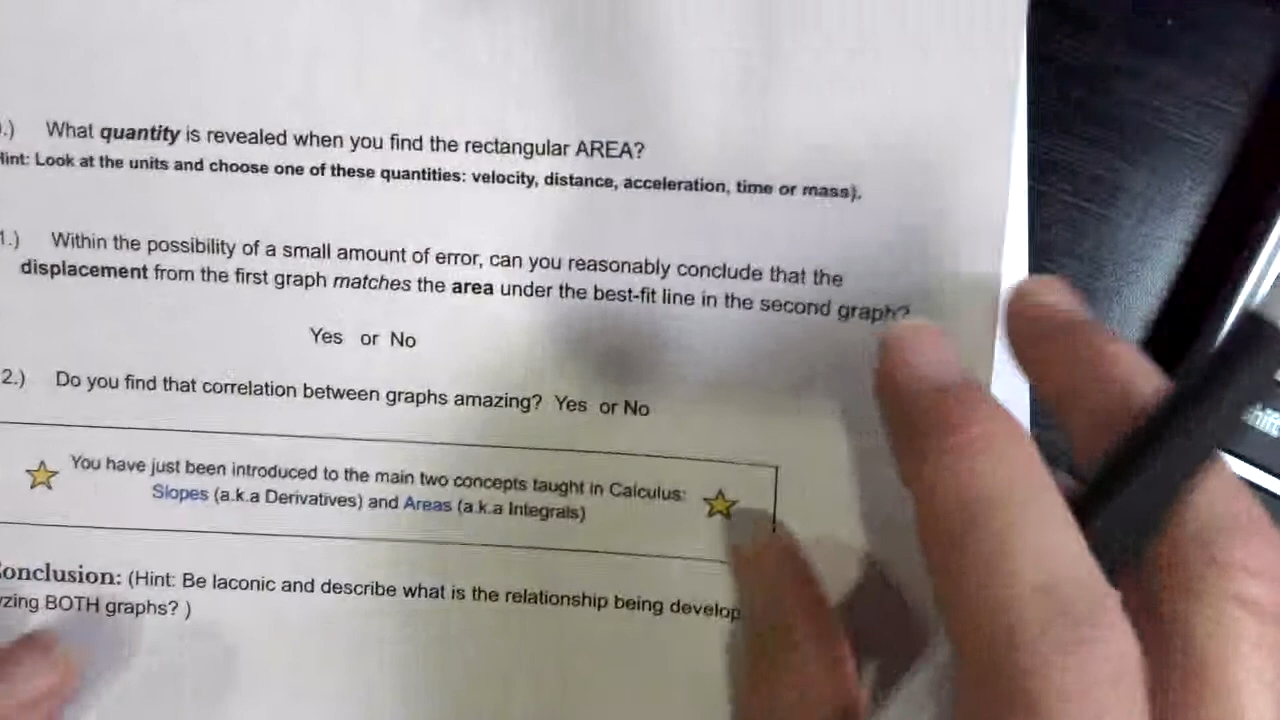 .) What quantity is revealed when you find the rectangular AREA?
Hint: Look at the units and choose one of these quantities: velocity, distance, acceleration, time or mass).
1.) Within the possibility of a small amount of error, can you reasonably conclude that the
displacement from the first graph matches the area under the best-fit line in the second graph?
Yes or No
2.) Do you find that correlation between graphs amazing? Yes or No
You have just been introduced to the main two concepts taught in Calculus:
Slopes (a.k.a Derivatives) and Areas (a.k.a Integrals)
onclusion: (Hint: Be laconic and describe what is the relationship being develop
zing BOTH graphs? )